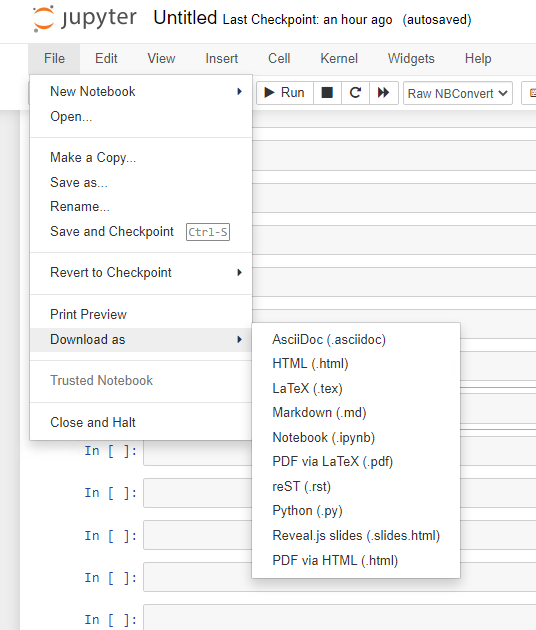 jupyter Untitled Last Checkpoint: an hour ago (autosaved)
File Edit View Insert Cell Kernel Widgets Help
Run Raw NBConvert
New Notebook
Open...
Make a Copy...
Save as...
Rename...
Save and Checkpoint Ctrl-S
Revert to Checkpoint
Print Preview
Download as
Trusted Notebook
Close and Halt
AsciiDoc (.asciidoc)
HTML (.html)
LaTeX (.tex)
Markdown (.md)
Notebook (.ipynb)
PDF via LaTeX (.pdf)
reST (.rst)
Python (.py)
Reveal.js slides (.slides.html)
PDF via HTML (.html)
In [ ]:
In [ ]:
In [ ]:
In [ ]:
In [ ]: